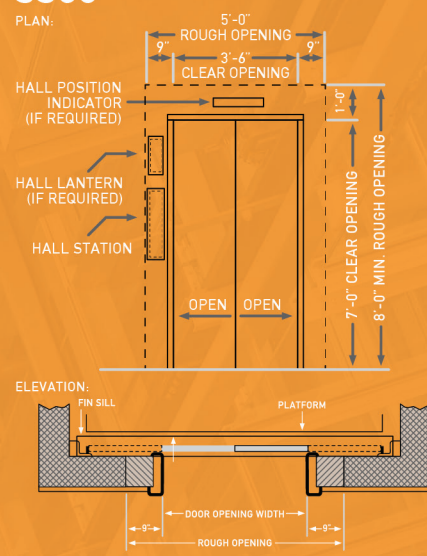 PLAN:
5'-0"
ROUGH OPENING
9"
3'-6"
9"
CLEAR OPENING
HALL POSITION
INDICATOR
(IF REQUIRED)
1'-0"
HALL LANTERN
(IF REQUIRED)
HALL STATION
7'-0" CLEAR OPENING
8'-0" MIN. ROUGH OPENING
OPEN OPEN
ELEVATION:
FIN SILL
PLATFORM
DOOR OPENING WIDTH
9"
9"
ROUGH OPENING